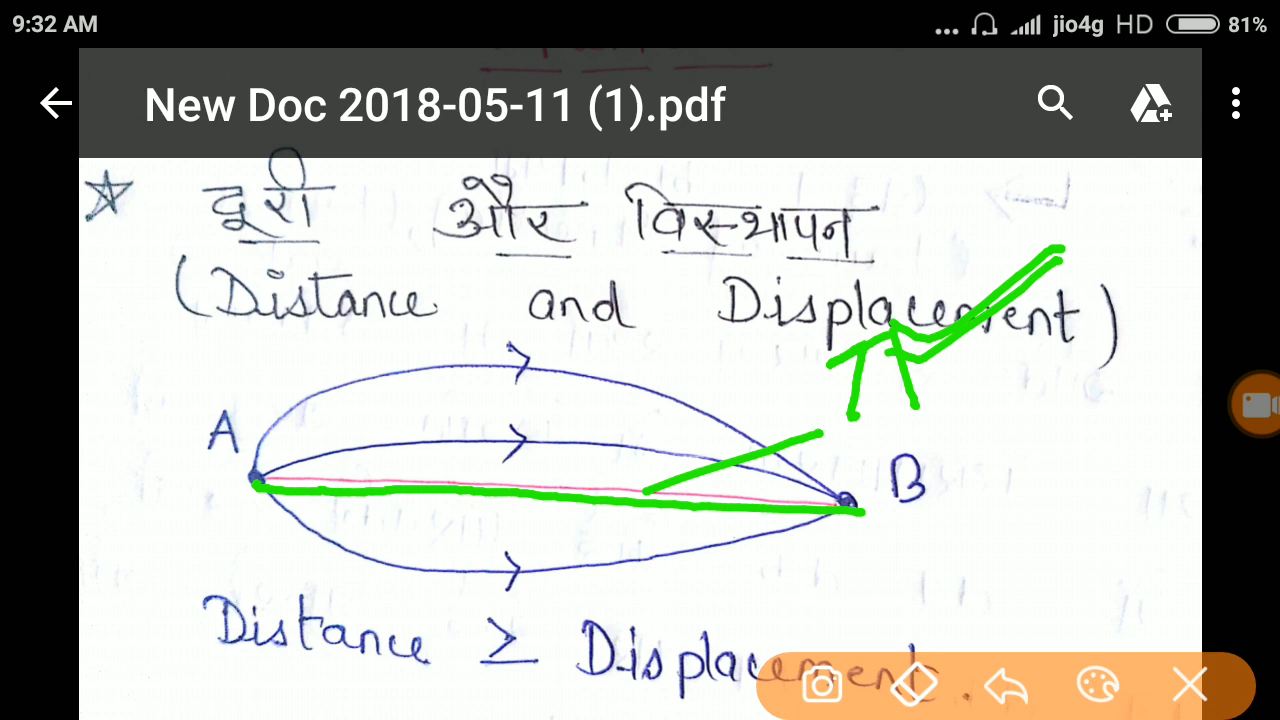 9:32 AM ... jio4g HD 81%
New Doc 2018-05-11 (1).pdf
दूरी और विस्थापन
(Distance and Displacement)
A
B
Distance ≥ Displacement.